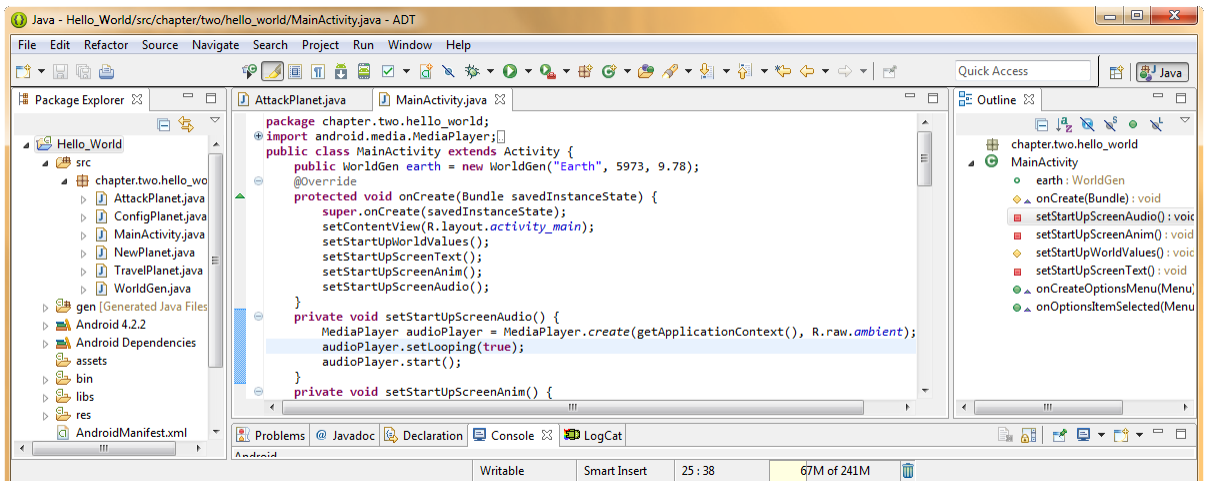 Java - Hello_World/src/chapter/two/hello_world/MainActivity.java - ADT
File Edit Refactor Source Navigate Search Project Run Window Help
Quick Access
Java
Package Explorer
Hello_World
src
chapter.two.hello_wo
AttackPlanet.java
ConfigPlanet.java
MainActivity.java
NewPlanet.java
TravelPlanet.java
WorldGen.java
gen [Generated Java Files
Android 4.2.2
Android Dependencies
assets
bin
libs
res
AndroidManifest.xml
AttackPlanet.java MainActivity.java
package chapter.two.hello_world;
import android.media.MediaPlayer;
public class MainActivity extends Activity {
public WorldGen earth = new WorldGen("Earth", 5973, 9.78);
@Override
protected void onCreate(Bundle savedInstanceState) {
super.onCreate(savedInstanceState);
setContentView(R.layout.activity_main);
setStartUpWorldValues();
setStartUpScreenText();
setStartUpScreenAnim();
setStartUpScreenAudio();
}
private void setStartUpScreenAudio() {
MediaPlayer audioPlayer = MediaPlayer.create(getApplicationContext(), R.raw.ambient);
audioPlayer.setLooping(true);
audioPlayer.start();
}
private void setStartUpScreenAnim() {
Outline
chapter.two.hello_world
MainActivity
earth : WorldGen
onCreate(Bundle) : void
setStartUpScreenAudio() : void
setStartUpScreenAnim() : void
setStartUpWorldValues() : void
setStartUpScreenText() : void
onCreateOptionsMenu(Menu)
onOptionsItemSelected(Menu
Problems @ Javadoc Declaration Console LogCat
Android
Writable Smart Insert 25 : 38 67M of 241M